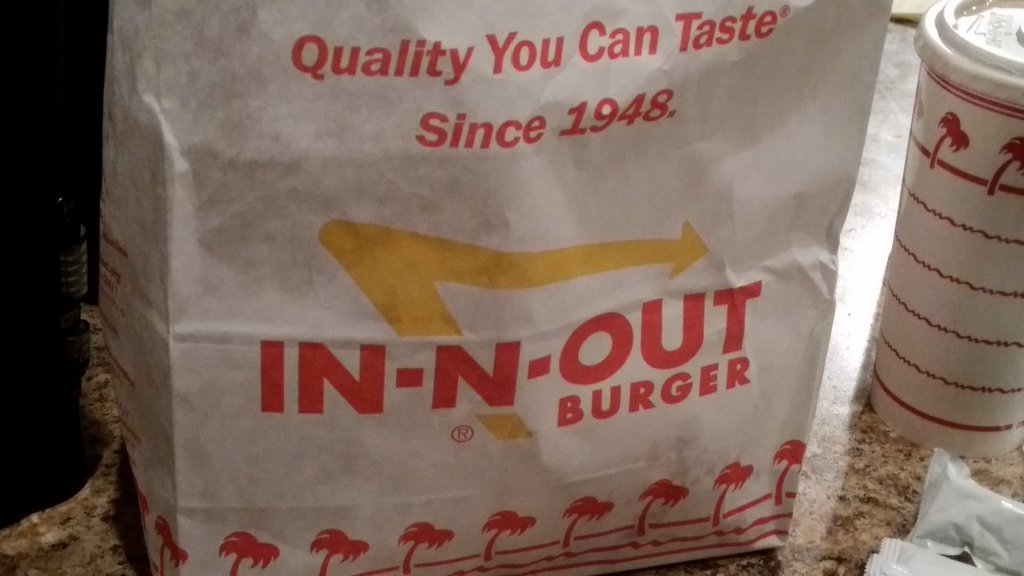 Quality You Can Taste®
Since 1948.
IN-N-OUT
BURGER
®